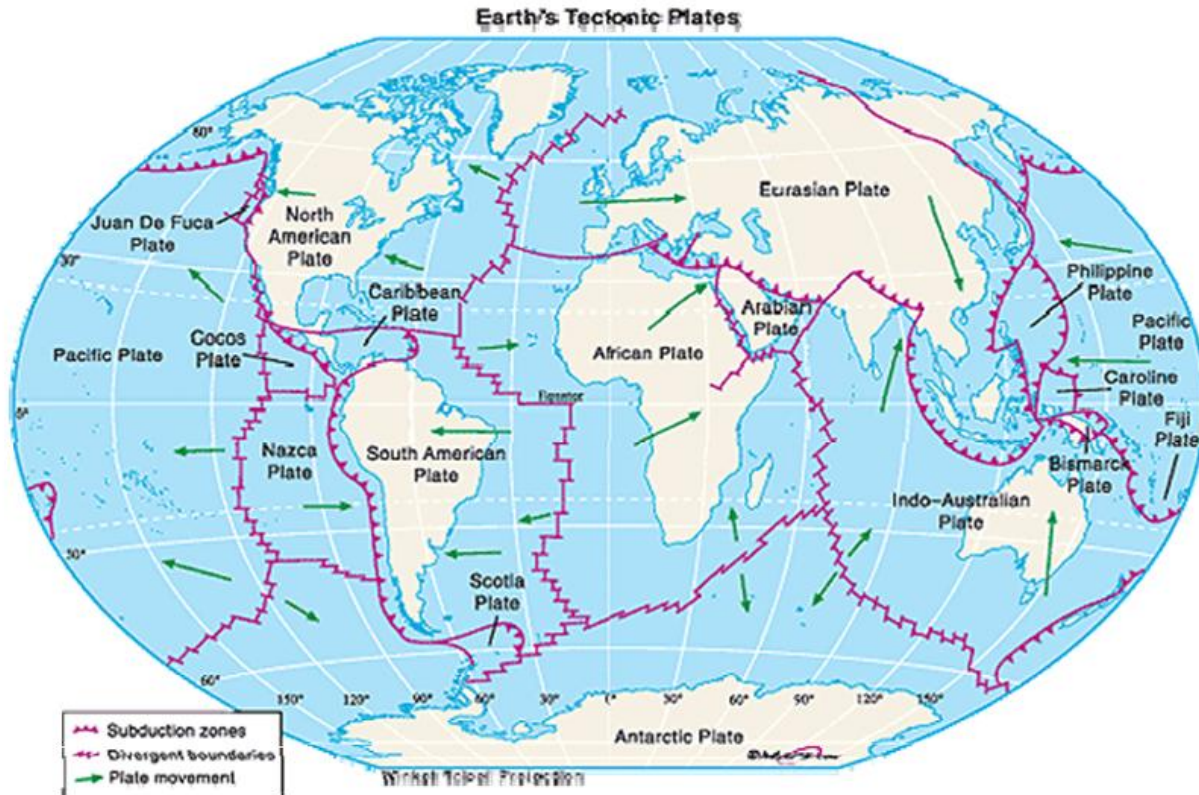 Earth's Tectonic Plates
60°
Juan De Fuca
Plate
North
American
Plate
Eurasian Plate
30°
Caribbean
Plate
Philippine
Plate
Arabian
Plate
Cocos
Plate
Pacific Plate
African Plate
Pacific
Plate
Caroline
Plate
Equator
Fiji
Plate
Nazca
Plate
South American
Plate
Bismarck
Plate
Indo-Australian
Plate
Scotia
Plate
60°
150°
120°
90°
60°
30°
0°
30°
60°
90°
120°
150°
Antarctic Plate
Subduction zones
Divergent boundaries
Plate movement